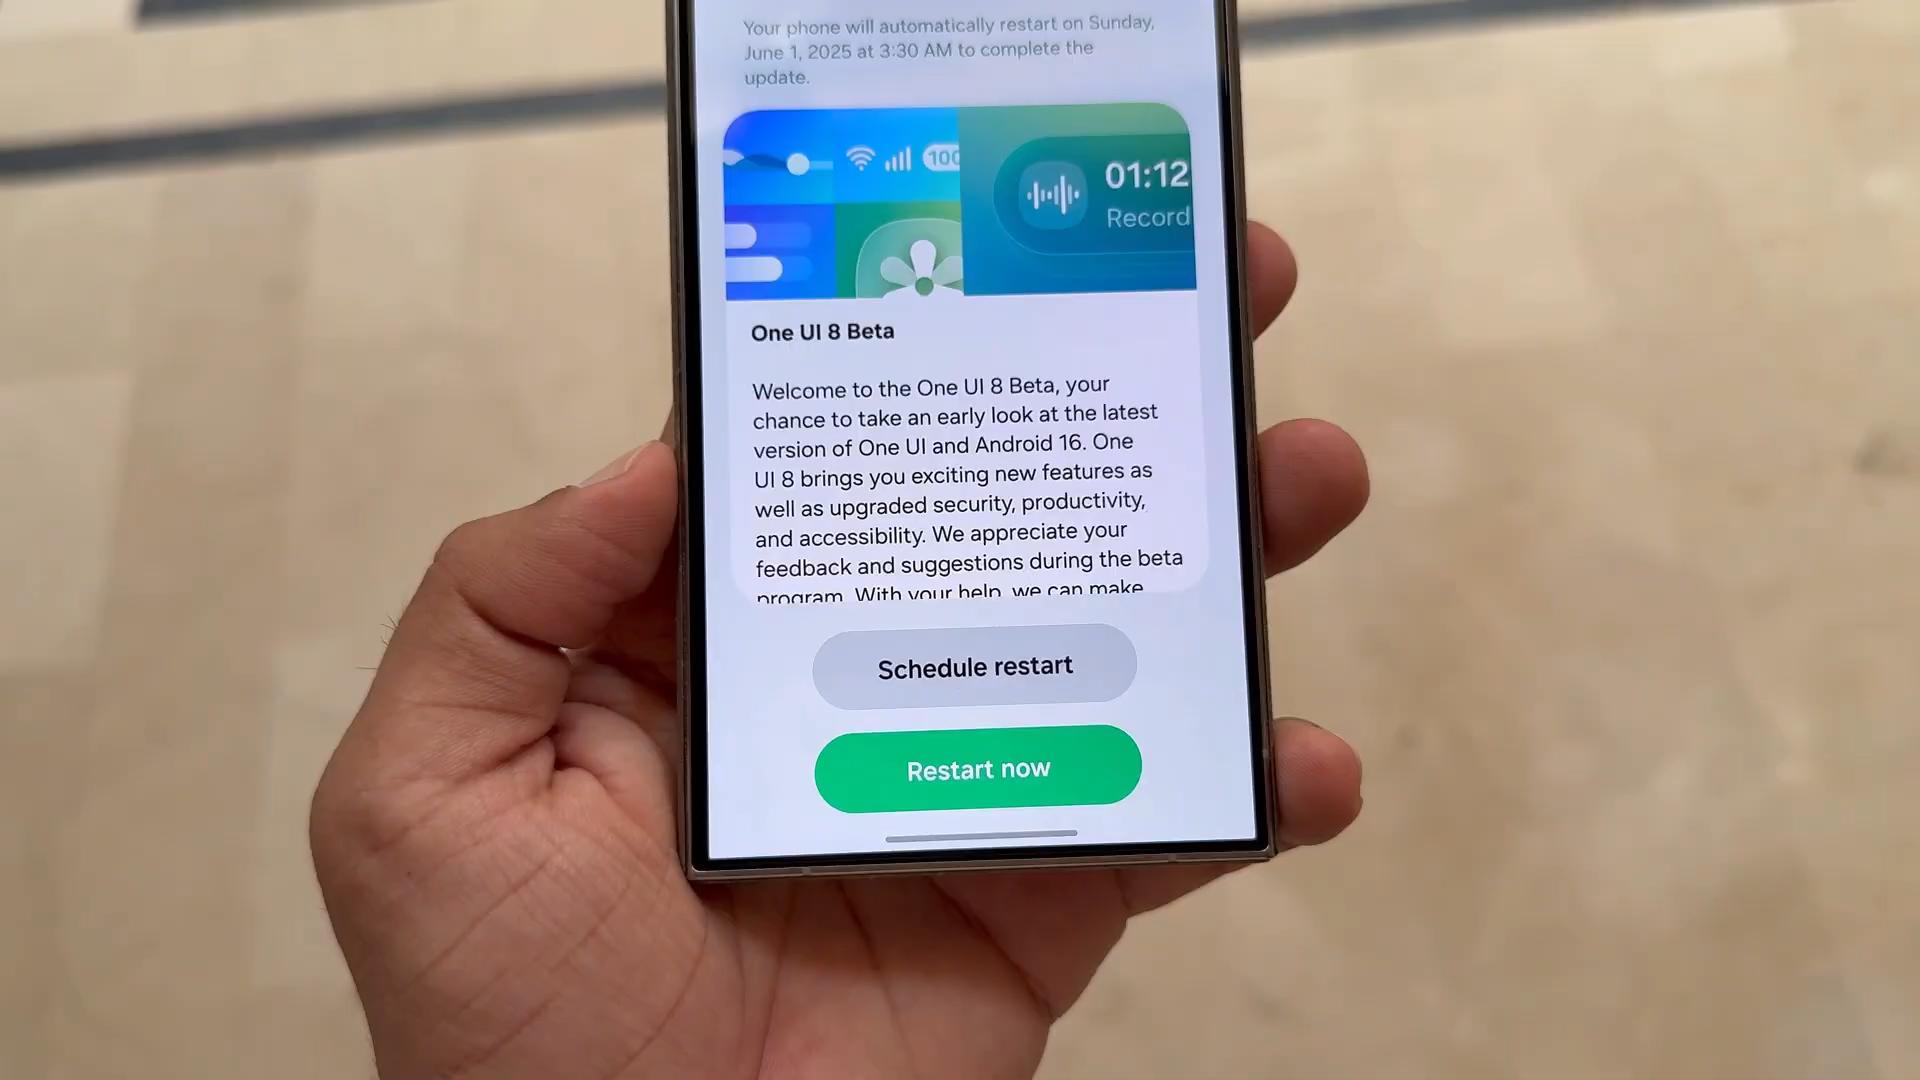 Your phone will automatically restart on Sunday,
June 1, 2025 at 3:30 AM to complete the
update.
100
01:12
Record
One UI 8 Beta
Welcome to the One UI 8 Beta, your
chance to take an early look at the latest
version of One UI and Android 16. One
UI 8 brings you exciting new features as
well as upgraded security, productivity,
and accessibility. We appreciate your
feedback and suggestions during the beta
program. With your help, we can make
Schedule restart
Restart now